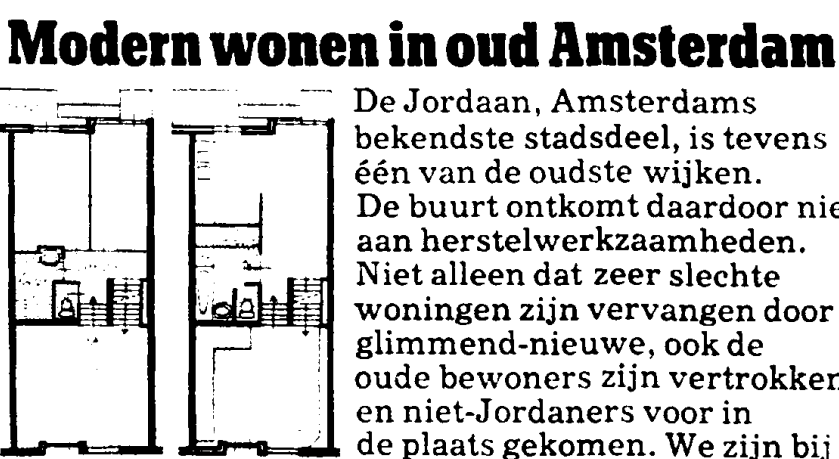 Modern wonen in oud Amsterdam
De Jordaan, Amsterdams
bekendste stadsdeel, is tevens
één van de oudste wijken.
De buurt ontkomt daardoor nie
aan herstelwerkzaamheden.
Niet alleen dat zeer slechte
woningen zijn vervangen door
glimmend-nieuwe, ook de
oude bewoners zijn vertrokken
en niet-Jordaners voor in
de plaats gekomen. We zijn bij